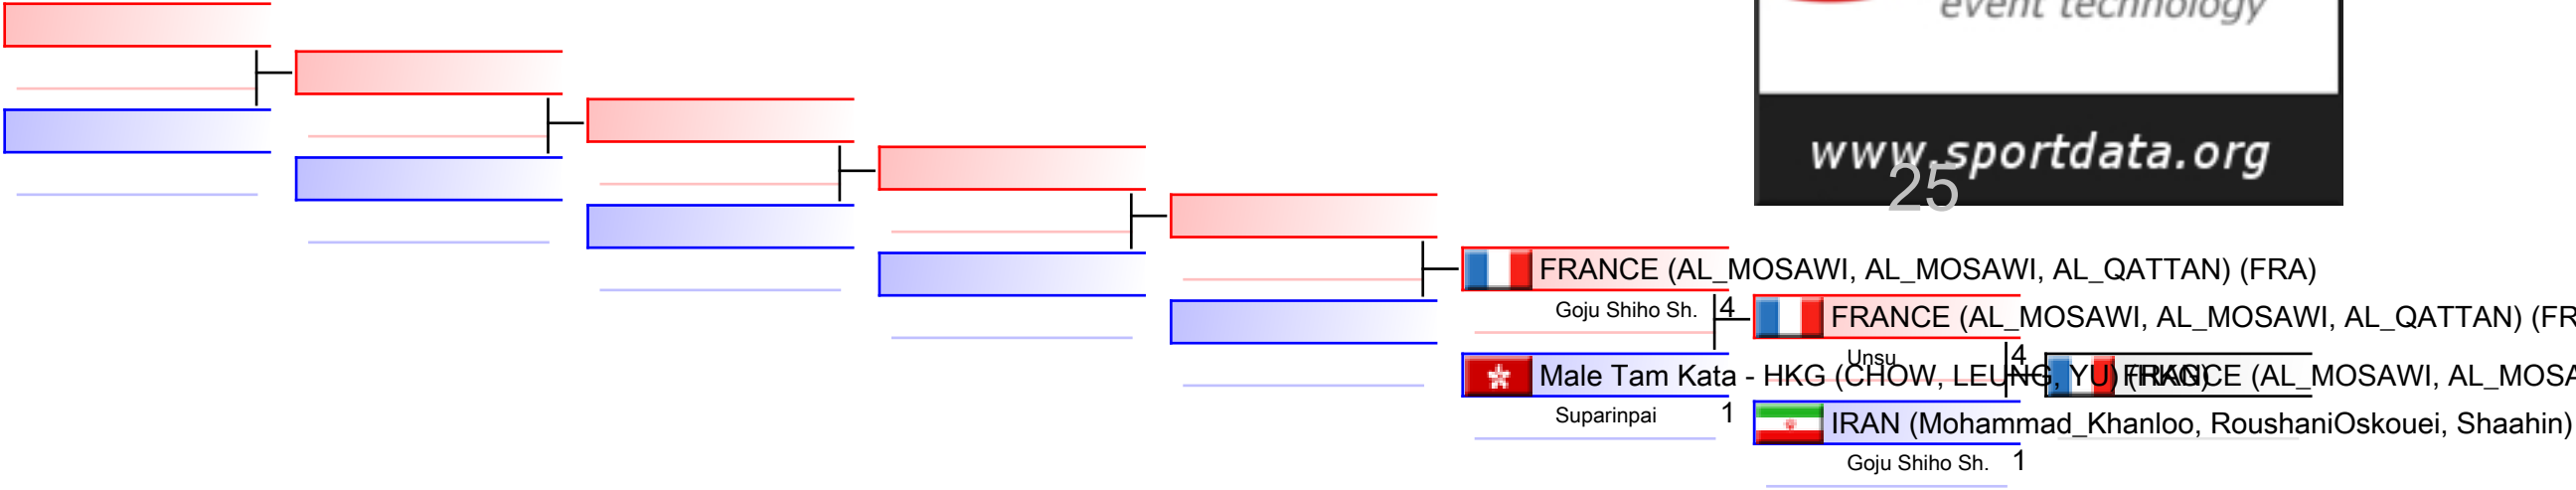 event technology
www.sportdata.org
25
FRANCE (AL_MOSAWI, AL_MOSAWI, AL_QATTAN) (FRA)
Goju Shiho Sh. 4
FRANCE (AL_MOSAWI, AL_MOSAWI, AL_QATTAN) (FR
Unsu 4
Male Tam Kata - HKG (CHOW, LEUNG, YU) (HKG)
FRANCE (AL_MOSAWI, AL_MOSA
Suparinpai 1
IRAN (Mohammad_Khanloo, RoushaniOskouei, Shaahin)
Goju Shiho Sh. 1